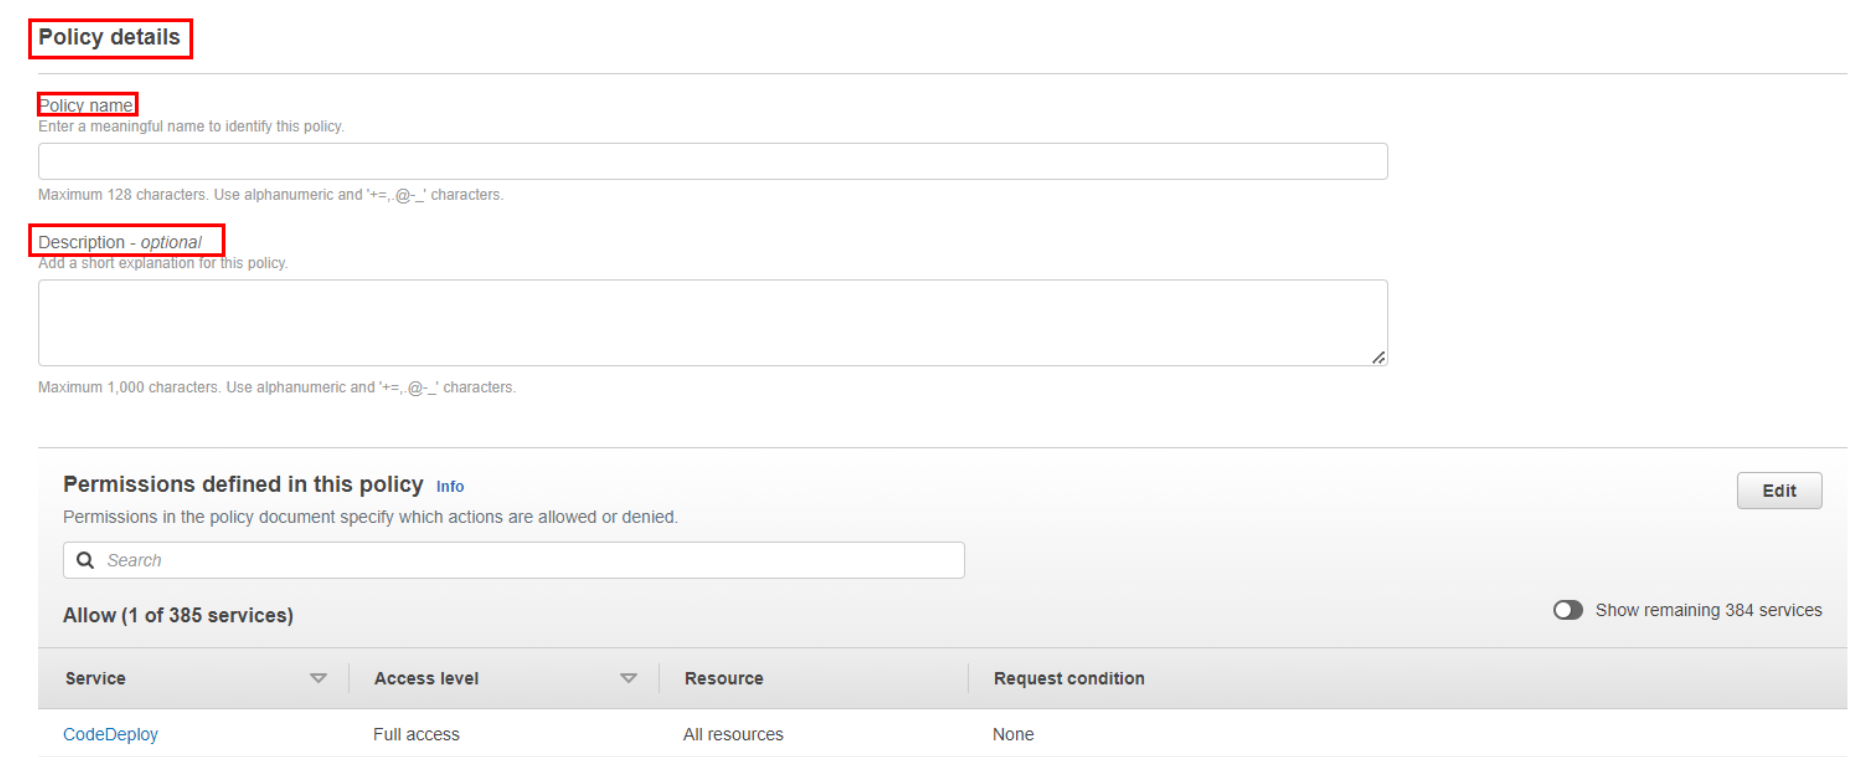 Policy details
Policy name
Enter a meaningful name to identify this policy.
Maximum 128 characters. Use alphanumeric and '+=,.@-_' characters.
Description - optional
Add a short explanation for this policy.
Maximum 1,000 characters. Use alphanumeric and '+=,.@-_' characters.
Permissions defined in this policy Info
Edit
Permissions in the policy document specify which actions are allowed or denied.
Search
Allow (1 of 385 services)
Show remaining 384 services
Service Access level Resource Request condition
CodeDeploy Full access All resources None